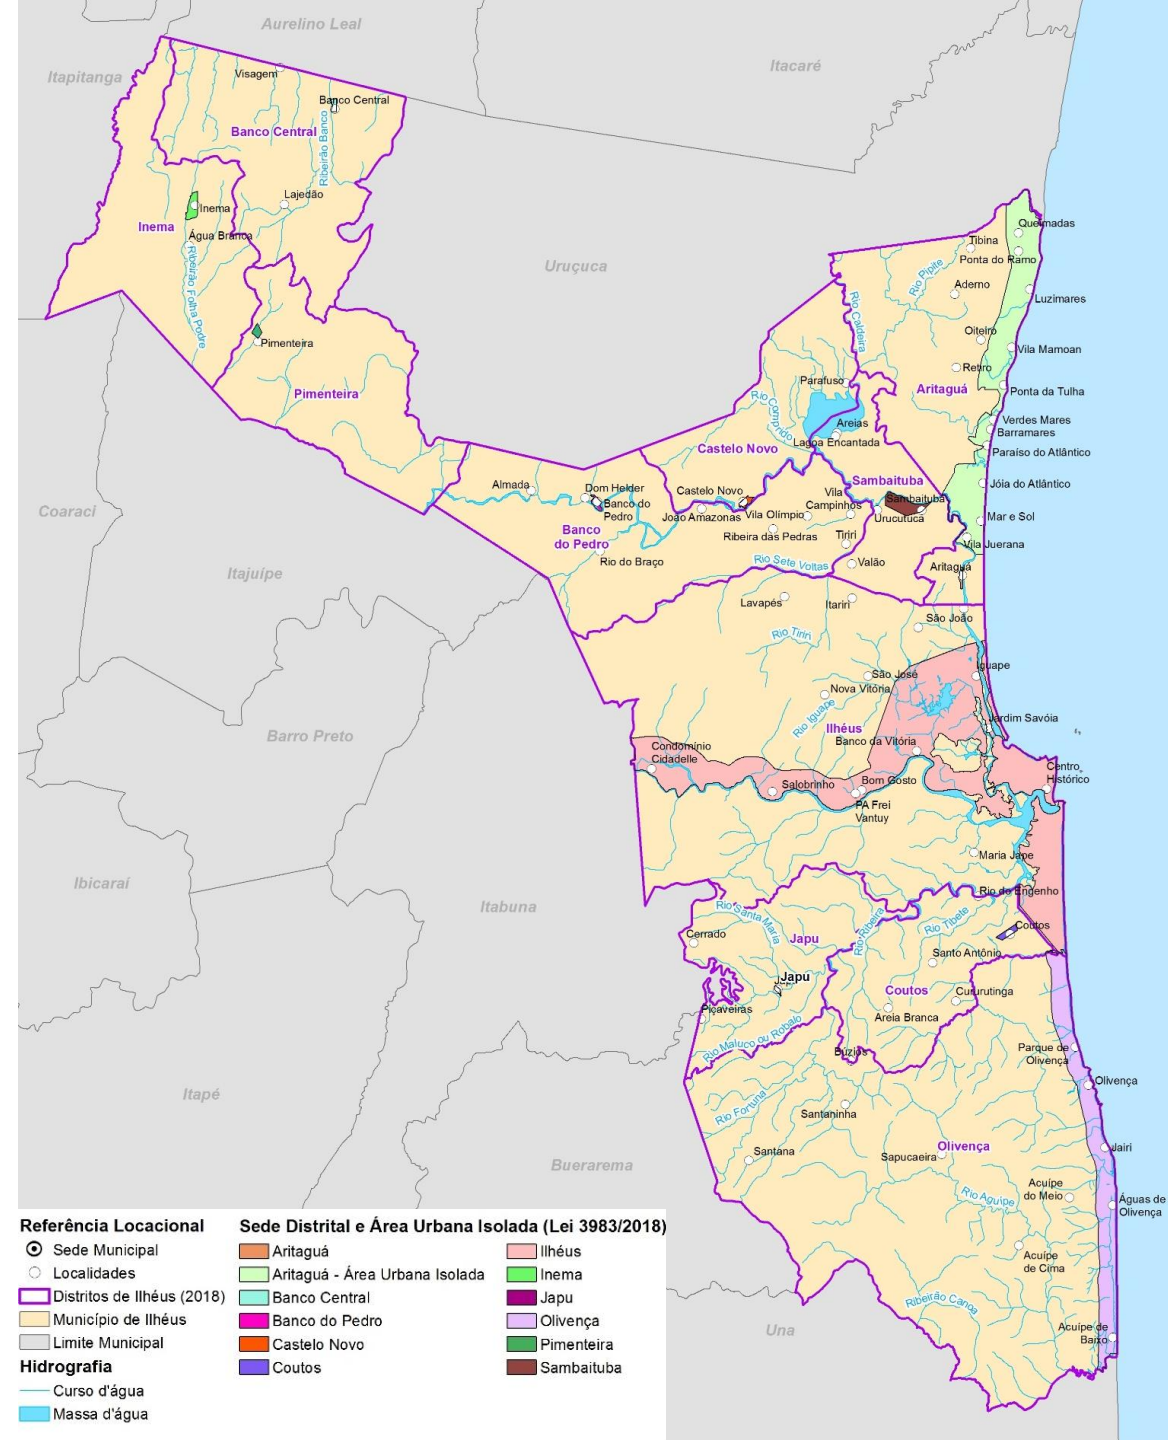 Aurelino Leal
Itapitanga
Itacaré
Visagem
Banco Central
Banco Central
Ribeirão Banco
Lajedão
Inema
Inema
Água Branca
Ribeirão Folha Podre
Uruçuca
Pimenteira
Pimenteira
Queimadas
Tibina
Ponta do Ramo
Rio Pipite
Aderno
Luzimares
Rio Caldeira
Oiteiro
Vila Mamoan
Retiro
Parafuso
Aritaguá
Ponta da Tulha
Rio Comprido
Areias
Lagoa Encantada
Verdes Mares
Barramares
Paraíso do Atlântico
Castelo Novo
Sambaituba
Jóia do Atlântico
Almada
Dom Helder
Banco do
Pedro
Castelo Novo
João Amazonas
Vila Olímpio
Vila
Campinhos
Sambaituba
Urucutuca
Mar e Sol
Coaraci
Banco
do Pedro
Ribeira das Pedras
Tiriri
Vila Juerana
Rio do Braço
Rio Sete Voltas
Valão
Aritaguá
Itajuípe
Lavapés
Itariri
São João
Rio Tiriri
São José
Iguape
Nova Vitória
Rio Iguape
Ilhéus
Jardim Savóia
Barro Preto
Condomínio
Cidadelle
Banco da Vitória
Centro
Histórico
Salobrinho
Bom Gosto
PA Frei
Vantuy
Maria Jape
Ibicaraí
Itabuna
Rio do Engenho
Rio Santa Maria
Rio Ribeira
Rio Tibete
Coutos
Cerrado
Japu
Santo Antônio
Japu
Coutos
Cururutinga
Piçaveiras
Areia Branca
Rio Maluco ou Robalo
Búzios
Parque de
Olivença
Olivença
Itapé
Rio Fortuna
Santaninha
Santana
Sapucaeira
Olivença
Jairi
Buerarema
Acuípe
do Meio
Rio Aguípe
Águas de
Olivença
Acuípe
de Cima
Ribeirão Canoa
Una
Acuípe de
Baixo
Referência Locacional
Sede Municipal
Localidades
Distritos de Ilhéus (2018)
Município de Ilhéus
Limite Municipal
Hidrografia
Curso d'água
Massa d'água
Sede Distrital e Área Urbana Isolada (Lei 3983/2018)
Aritaguá
Aritaguá - Área Urbana Isolada
Banco Central
Banco do Pedro
Castelo Novo
Coutos
Ilhéus
Inema
Japu
Olivença
Pimenteira
Sambaituba